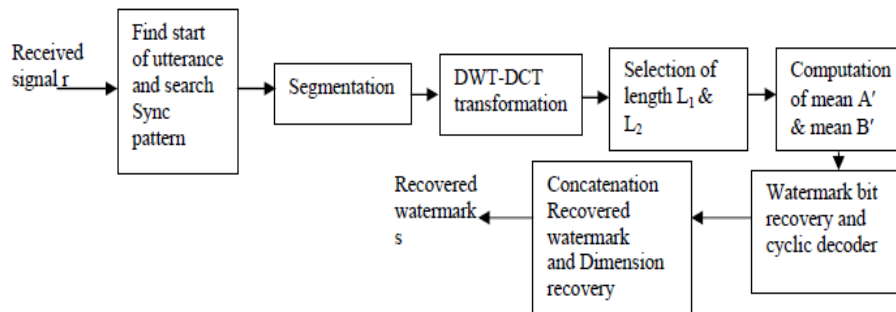 Received
signal r
Find start
of utterance
and search
Sync
pattern
Segmentation
DWT-DCT
transformation
Selection of
length L₁ &
L₂
Computation
of mean A′
& mean B′
Watermark bit
recovery and
cyclic decoder
Concatenation
Recovered
watermark
and Dimension
recovery
Recovered
watermark
s